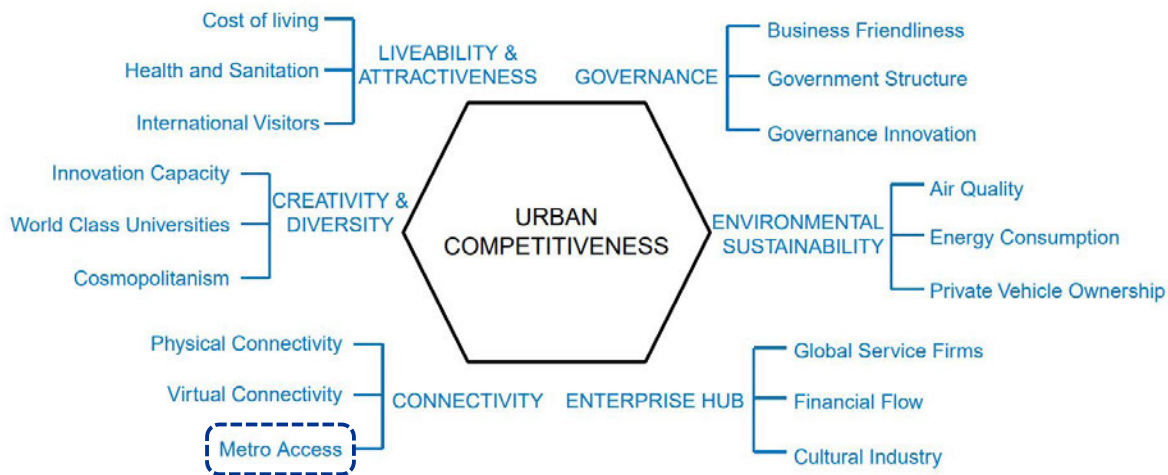 Cost of living
Health and Sanitation
International Visitors
LIVEABILITY &
ATTRACTIVENESS
GOVERNANCE
Business Friendliness
Government Structure
Governance Innovation
Innovation Capacity
World Class Universities
Cosmopolitanism
CREATIVITY &
DIVERSITY
URBAN
COMPETITIVENESS
ENVIRONMENTAL
SUSTAINABILITY
Air Quality
Energy Consumption
Private Vehicle Ownership
Physical Connectivity
Virtual Connectivity
Metro Access
CONNECTIVITY
ENTERPRISE HUB
Global Service Firms
Financial Flow
Cultural Industry